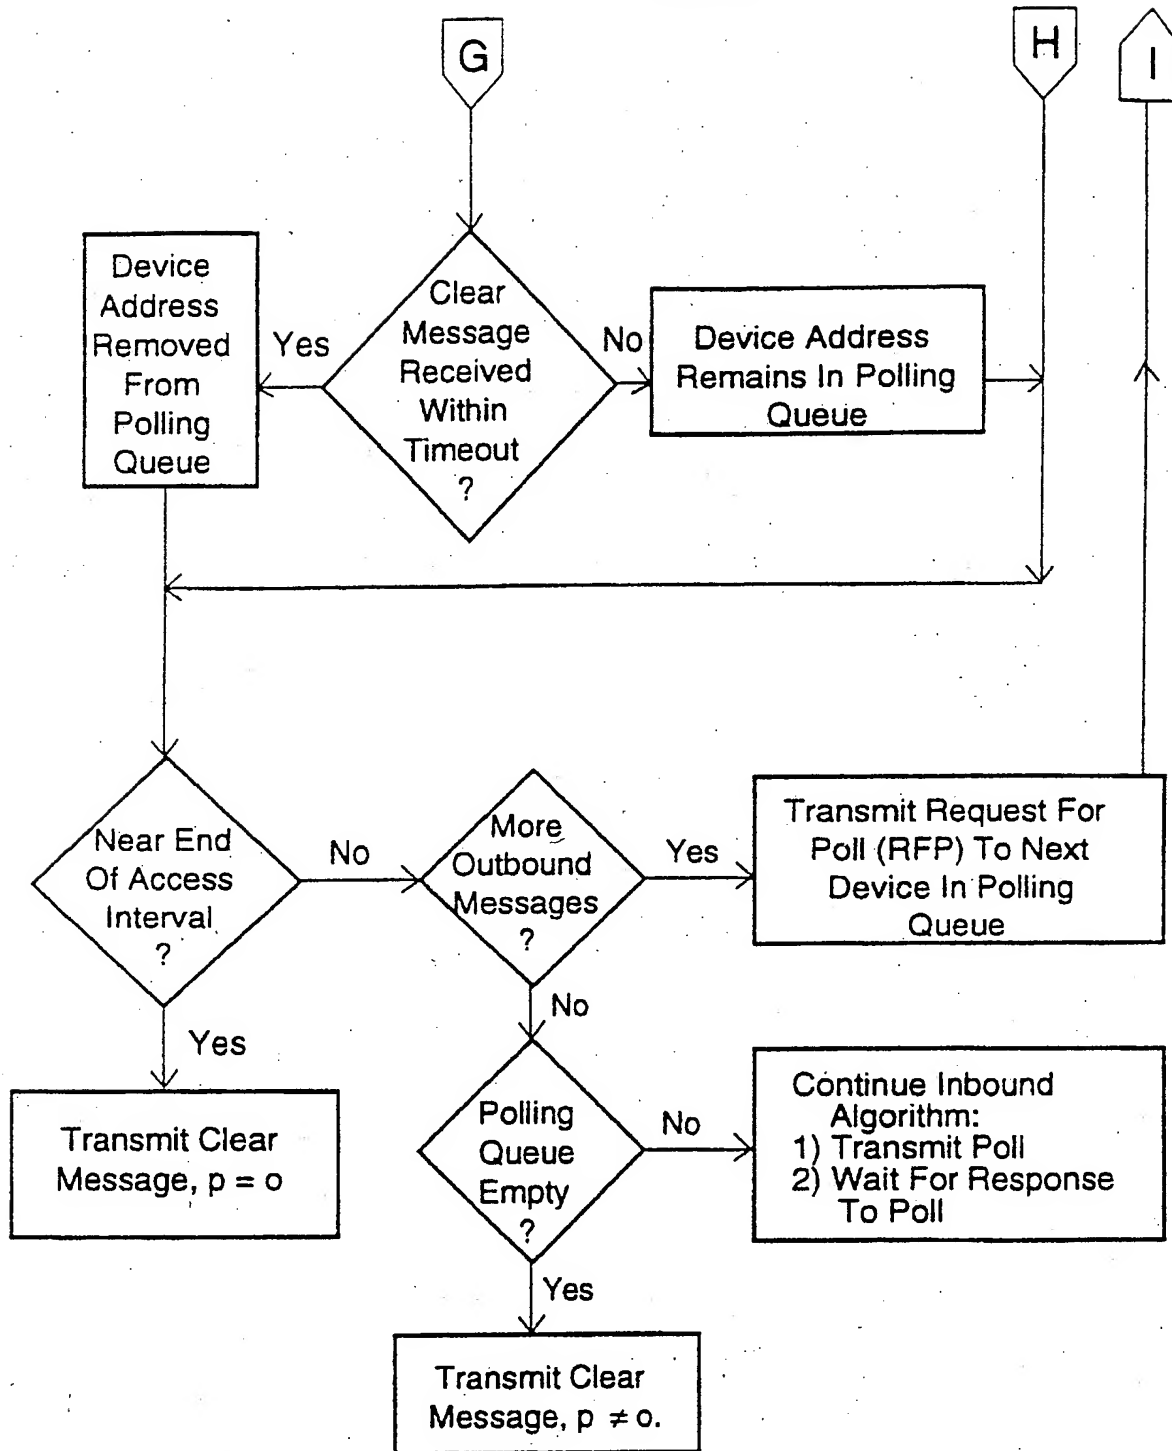 G
H
I
Device
Address
Removed
From
Polling
Queue
Yes
Clear
Message
Received
Within
Timeout
?
No
Device Address
Remains In Polling
Queue
Near End
Of Access
Interval
?
No
More
Outbound
Messages
?
Yes
Transmit Request For
Poll (RFP) To Next
Device In Polling
Queue
Yes
No
Transmit Clear
Message, p = o
Polling
Queue
Empty
?
No
Continue Inbound
Algorithm:
1) Transmit Poll
2) Wait For Response
To Poll
Yes
Transmit Clear
Message, p ≠ o.